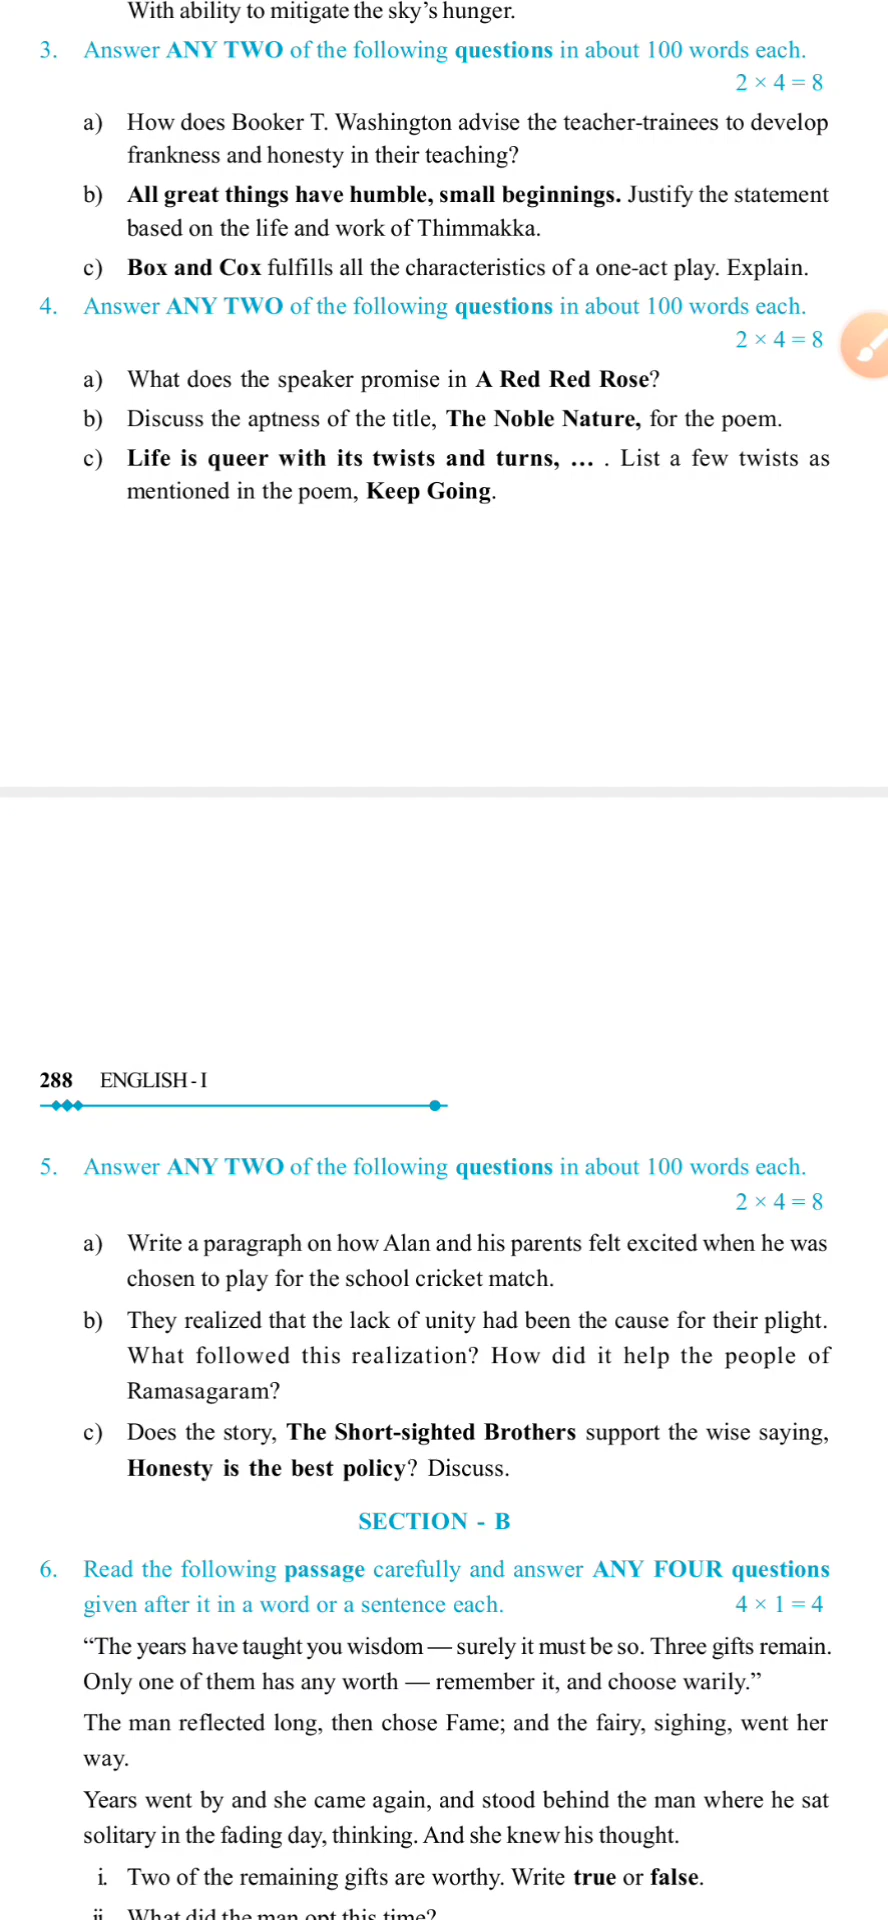 With ability to mitigate the sky's hunger.
3. Answer ANY TWO of the following questions in about 100 words each.
2 × 4 = 8
a) How does Booker T. Washington advise the teacher-trainees to develop
frankness and honesty in their teaching?
b) All great things have humble, small beginnings. Justify the statement
based on the life and work of Thimmakka.
c) Box and Cox fulfills all the characteristics of a one-act play. Explain.
4. Answer ANY TWO of the following questions in about 100 words each.
2 × 4 = 8
a) What does the speaker promise in A Red Red Rose?
b) Discuss the aptness of the title, The Noble Nature, for the poem.
c) Life is queer with its twists and turns, ... . List a few twists as
mentioned in the poem, Keep Going.
288 ENGLISH - I
5. Answer ANY TWO of the following questions in about 100 words each.
2 × 4 = 8
a) Write a paragraph on how Alan and his parents felt excited when he was
chosen to play for the school cricket match.
b) They realized that the lack of unity had been the cause for their plight.
What followed this realization? How did it help the people of
Ramasagaram?
c) Does the story, The Short-sighted Brothers support the wise saying,
Honesty is the best policy? Discuss.
SECTION - B
6. Read the following passage carefully and answer ANY FOUR questions
given after it in a word or a sentence each. 4 × 1 = 4
“The years have taught you wisdom — surely it must be so. Three gifts remain.
Only one of them has any worth — remember it, and choose warily.”
The man reflected long, then chose Fame; and the fairy, sighing, went her
way.
Years went by and she came again, and stood behind the man where he sat
solitary in the fading day, thinking. And she knew his thought.
i. Two of the remaining gifts are worthy. Write true or false.
ii. What did the man opt this time?